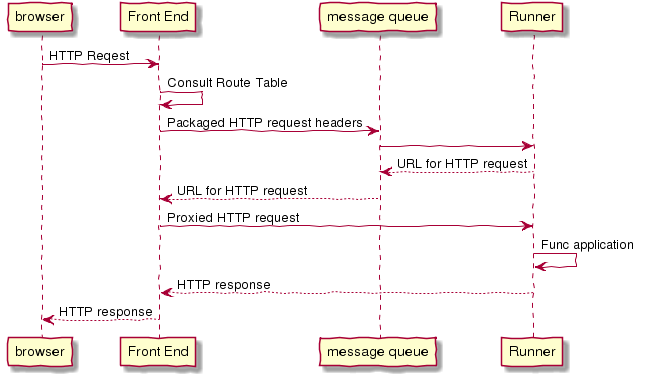 browser
Front End
message queue
Runner
HTTP Reqest
Consult Route Table
Packaged HTTP request headers
URL for HTTP request
URL for HTTP request
Proxied HTTP request
Func application
HTTP response
HTTP response
browser
Front End
message queue
Runner